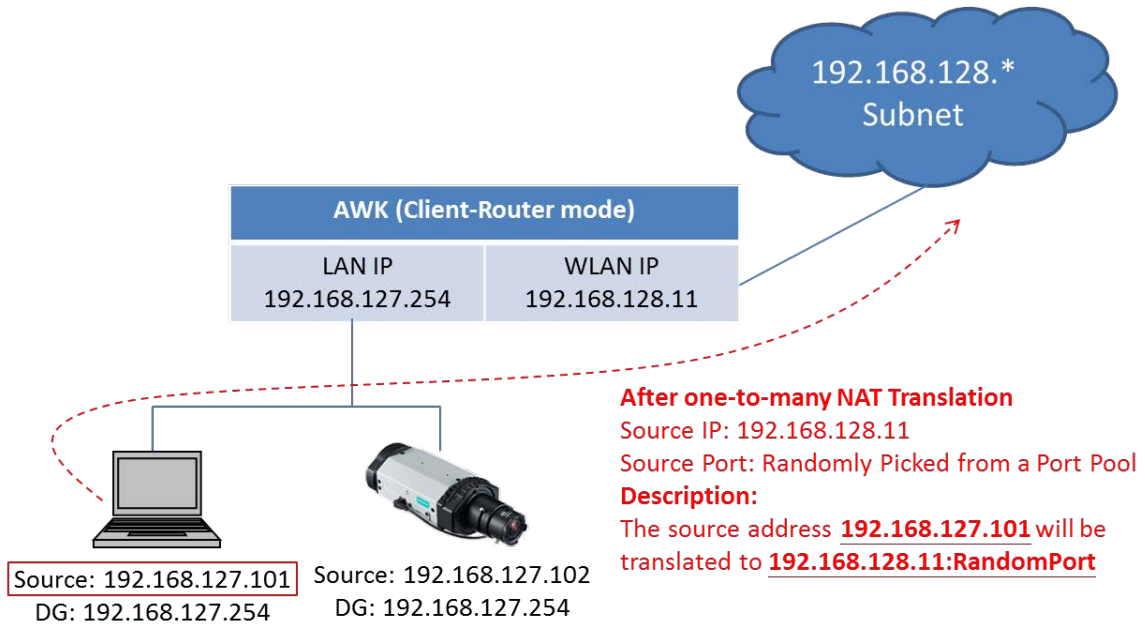 192.168.128.*
Subnet
AWK (Client-Router mode)
LAN IP
192.168.127.254
WLAN IP
192.168.128.11
After one-to-many NAT Translation
Source IP: 192.168.128.11
Source Port: Randomly Picked from a Port Pool
Description:
The source address 192.168.127.101 will be
translated to 192.168.128.11:RandomPort
Source: 192.168.127.101
DG: 192.168.127.254
Source: 192.168.127.102
DG: 192.168.127.254